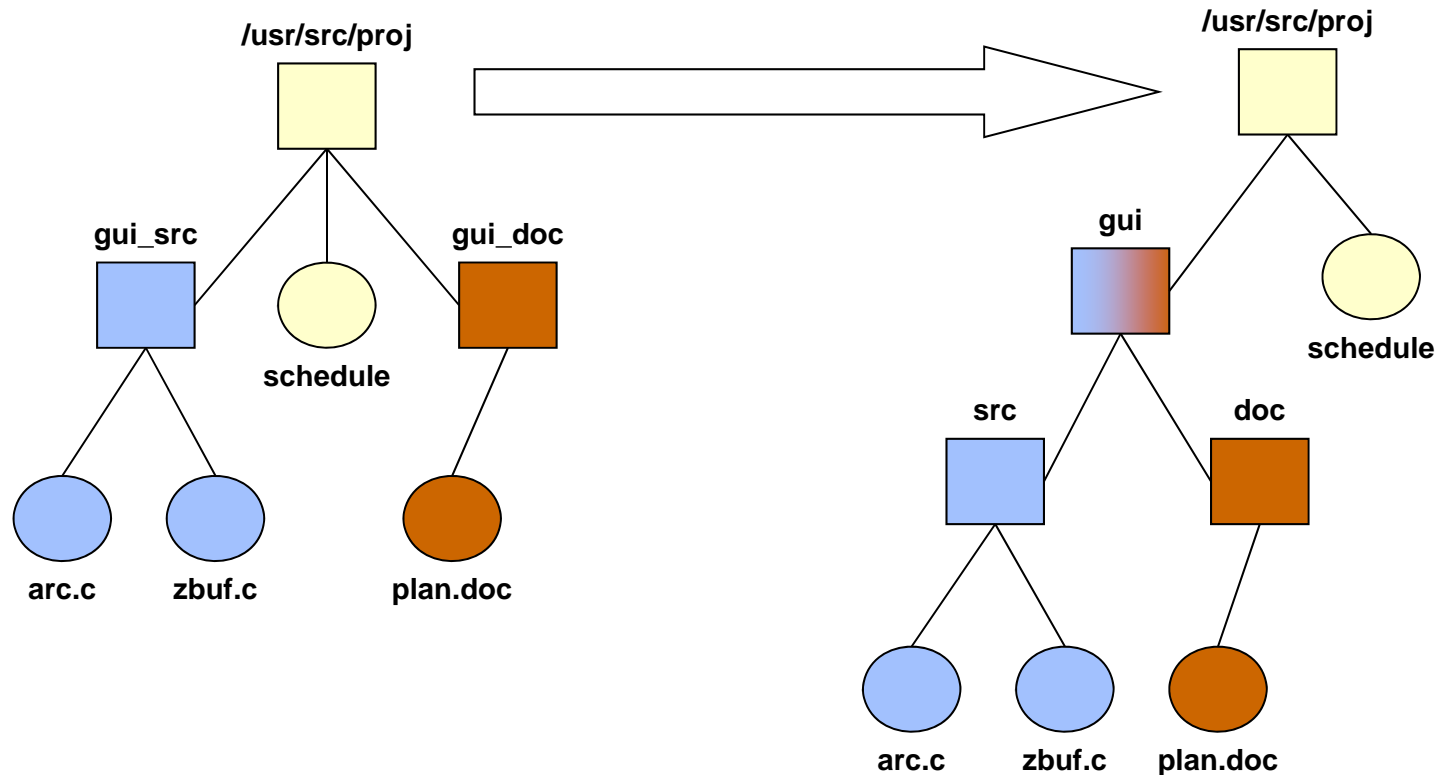 /usr/src/proj
gui_src
gui_doc
schedule
arc.c
zbuf.c
plan.doc
/usr/src/proj
gui
schedule
src
doc
arc.c
zbuf.c
plan.doc